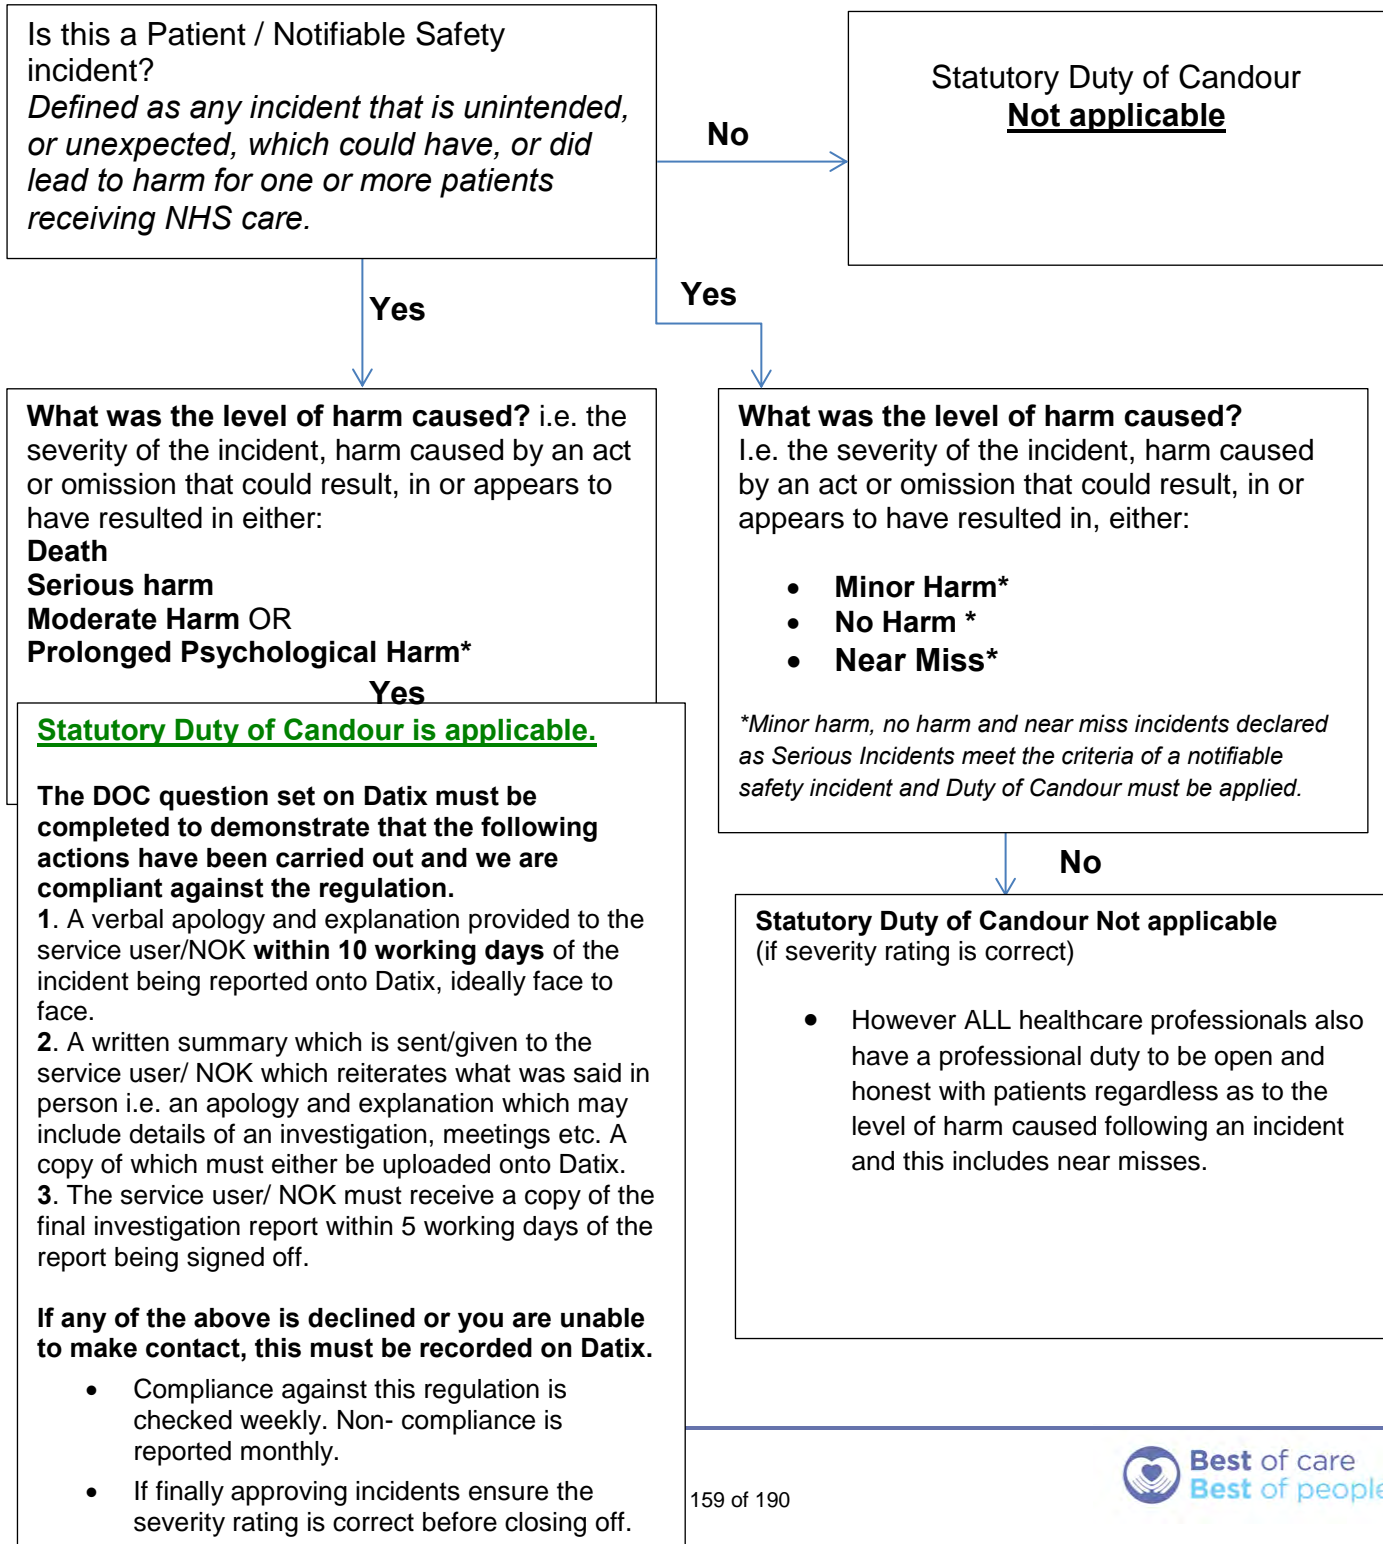 Is this a Patient / Notifiable Safety
incident?
Defined as any incident that is unintended,
or unexpected, which could have, or did
lead to harm for one or more patients
receiving NHS care.
No
Statutory Duty of Candour
Not applicable
Yes
Yes
What was the level of harm caused? i.e. the
severity of the incident, harm caused by an act
or omission that could result, in or appears to
have resulted in either:
Death
Serious harm
Moderate Harm OR
Prolonged Psychological Harm*
Yes
What was the level of harm caused?
I.e. the severity of the incident, harm caused
by an act or omission that could result, in or
appears to have resulted in, either:
• Minor Harm*
• No Harm *
• Near Miss*
*Minor harm, no harm and near miss incidents declared
as Serious Incidents meet the criteria of a notifiable
safety incident and Duty of Candour must be applied.
No
Statutory Duty of Candour is applicable.
The DOC question set on Datix must be
completed to demonstrate that the following
actions have been carried out and we are
compliant against the regulation.
1. A verbal apology and explanation provided to the
service user/NOK within 10 working days of the
incident being reported onto Datix, ideally face to
face.
2. A written summary which is sent/given to the
service user/ NOK which reiterates what was said in
person i.e. an apology and explanation which may
include details of an investigation, meetings etc. A
copy of which must either be uploaded onto Datix.
3. The service user/ NOK must receive a copy of the
final investigation report within 5 working days of the
report being signed off.
If any of the above is declined or you are unable
to make contact, this must be recorded on Datix.
• Compliance against this regulation is
checked weekly. Non- compliance is
reported monthly.
• If finally approving incidents ensure the
severity rating is correct before closing off.
Statutory Duty of Candour Not applicable
(if severity rating is correct)
• However ALL healthcare professionals also
have a professional duty to be open and
honest with patients regardless as to the
level of harm caused following an incident
and this includes near misses.
159 of 190
Best of care
Best of people